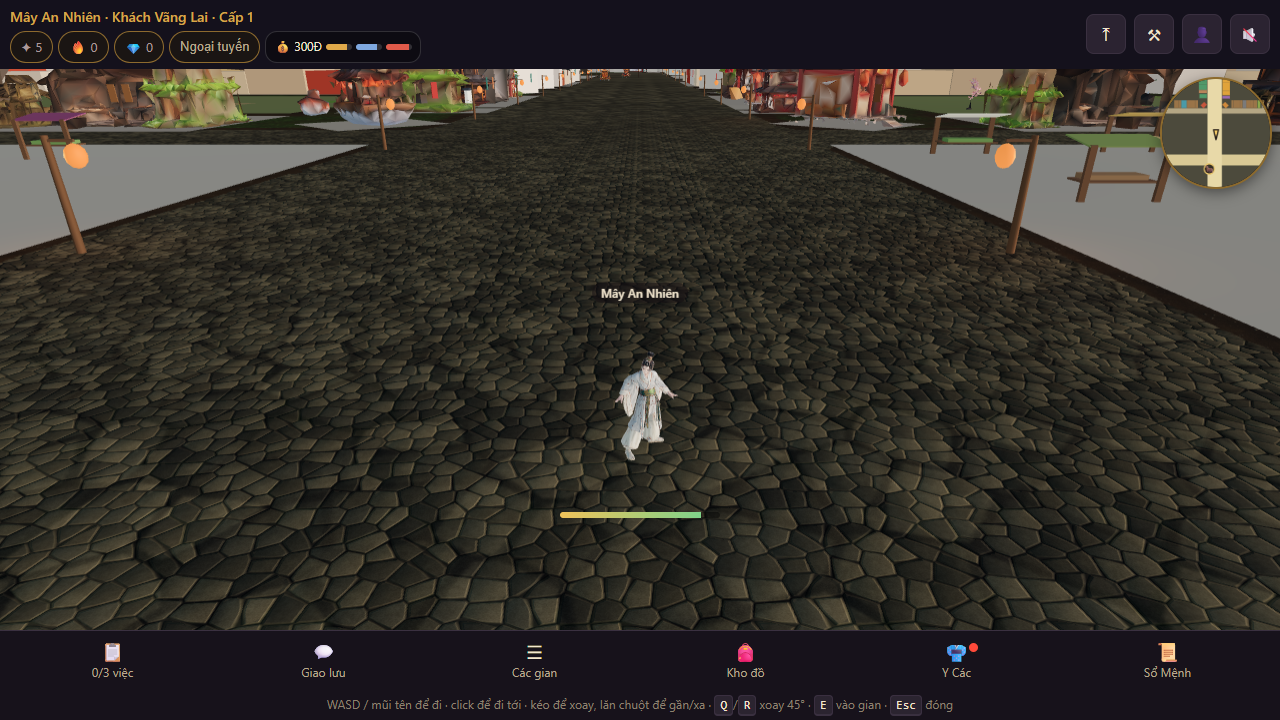 Mây An Nhiên · Khách Vãng Lai · Cấp 1
5 0 0 Ngoại tuyến 300Đ
Mây An Nhiên
0/3 việc Giao lưu Các gian Kho đồ Y Các Sổ Mệnh
WASD / mũi tên để đi · click để đi tới · kéo để xoay, lăn chuột để gần/xa · Q / R xoay 45° · E vào gian · Esc đóng